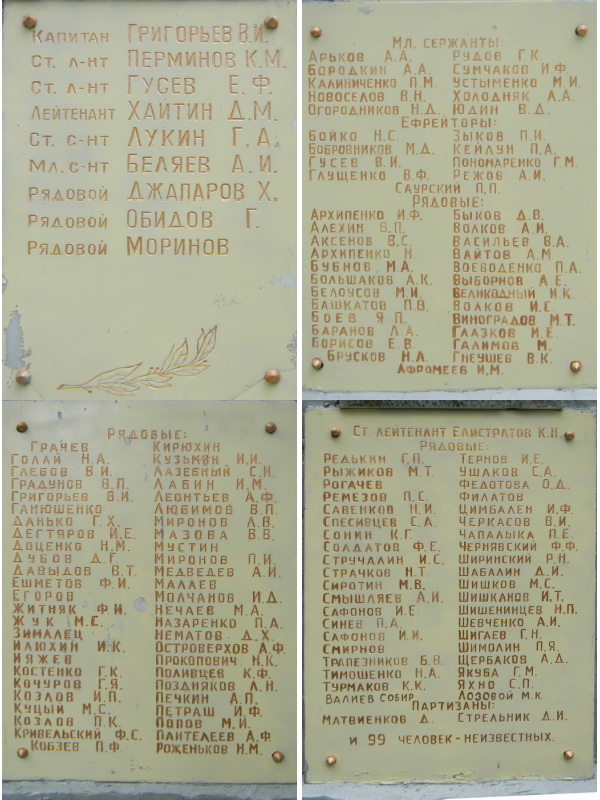 Капитан Григорьев В.И.
Ст. л-нт Перминов К.М.
Ст. л-нт Гусев Е.Ф.
Лейтенант Хайтин Д.М.
Ст. с-нт Лукин Г.А.
Мл. с-нт Беляев А.И.
Рядовой Джапаров Х.
Рядовой Обидов Г.
Рядовой Моринов
Мл. сержанты:
Арьков А.А. Рудов Г.К.
Бородкин А.А. Сумчаков И.Ф.
Калиниченко П.М. Устыменко М.И.
Новоселов В.Н. Холодняк А.А.
Огородников Н.Д. Юдин В.Д.
Ефрейторы:
Бойко Н.С. Зыков П.И.
Бобровников М.Д. Кейлун П.А.
Гусев В.И. Пономаренко Г.М.
Глущенко В.Ф. Режов А.И.
Саурский П.П.
Рядовые:
Архипенко И.Ф. Быков Д.В.
Алехин В.П. Волков А.И.
Аксенов В.С. Васильев В.А.
Архипенко Н. Вайтов А.М.
Бубнов М.А. Воеводенко П.А.
Большаков А.К. Выборнов А.Е.
Белоусов М.И. Великодный И.К.
Башкатов П.В. Волков И.С.
Боев Я.П. Виноградов М.Т.
Баранов Л.А. Глазков И.Е.
Борисов Е.В. Галимов М.
Брусков Н.А. Гнеушев В.К.
Афромеев И.М.
Рядовые:
Грачев Кирюхин
Голай Н.А. Кузьмин И.И.
Глебов В.И. Лазебный С.И.
Градунов В.П. Лабин И.М.
Григорьев В.И. Леонтьев А.Ф.
Ганюшенко Любимов В.П.
Данько Г.Х. Миронов Л.В.
Дегтяров И.Е. Мазова В.В.
Доценко Н.М. Мустин
Дубов Д.Г. Миронов П.И.
Давыдов В.Т. Медведев А.И.
Ешметов Ф.И. Малаев
Егоров Молчанов И.Д.
Житняк Ф.И. Нечаев М.А.
Жук М.С. Назаренко П.А.
Зималец Нематов Д.Х.
Илюхин И.К. Островерхов А.Ф.
Ияжев Прокопович Н.К.
Костенко Г.К. Поливцев К.Ф.
Кочуров Г.Я. Поздняков Л.Н.
Козлов И.П. Печкин А.П.
Куцый М.С. Петраш И.Ф.
Козлов П.К. Попов М.И.
Кривельский Ф.С. Пантелеев А.Ф.
Кобзев П.Ф. Роженьков Н.М.
Ст. лейтенант Елистратов К.Н.
Рядовые:
Редькин Г.П. Тернов И.Е.
Рыжиков М.Т. Ушаков С.А.
Рогачев Федотова О.Д.
Ремезов П.С. Филатов
Савенков Н.И. Цимбален И.Ф.
Спесивцев С.А. Черкасов В.И.
Сонин К.Г. Чапалыка П.Е.
Солдатов Ф.Е. Чернявский Ф.Ф.
Стручалин И.С. Ширинский Р.Н.
Страчков Н.Т. Шабалин Д.И.
Сиротин М.В. Шишков М.С.
Смышляев А.И. Шишканов И.Т.
Сафонов И.Е. Шишенинцев Н.П.
Синев П.А. Шевченко А.И.
Сафонов И.И. Шигаев Г.Н.
Смирнов Шимолин П.Я.
Трапезников Б.В. Щербаков А.Д.
Тимошенко Н.А. Якуба Г.М.
Турмаков К.К. Яхно С.П.
Валиев Собир. Лозовой М.К.
Партизаны:
Матвиенков Д. Стрельник Д.И.
и 99 человек - неизвестных.